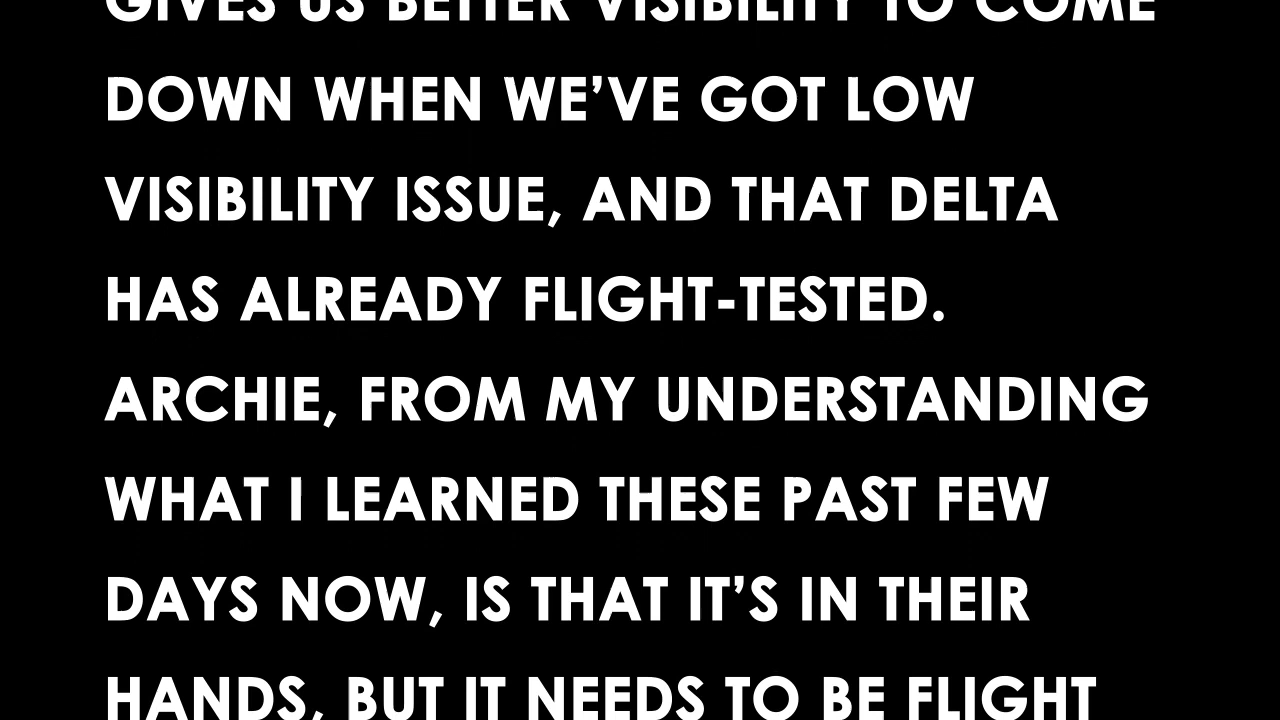 GIVES US BETTER VISIBILITY TO COME
DOWN WHEN WE’VE GOT LOW
VISIBILITY ISSUE, AND THAT DELTA
HAS ALREADY FLIGHT-TESTED.
ARCHIE, FROM MY UNDERSTANDING
WHAT I LEARNED THESE PAST FEW
DAYS NOW, IS THAT IT’S IN THEIR
HANDS, BUT IT NEEDS TO BE FLIGHT